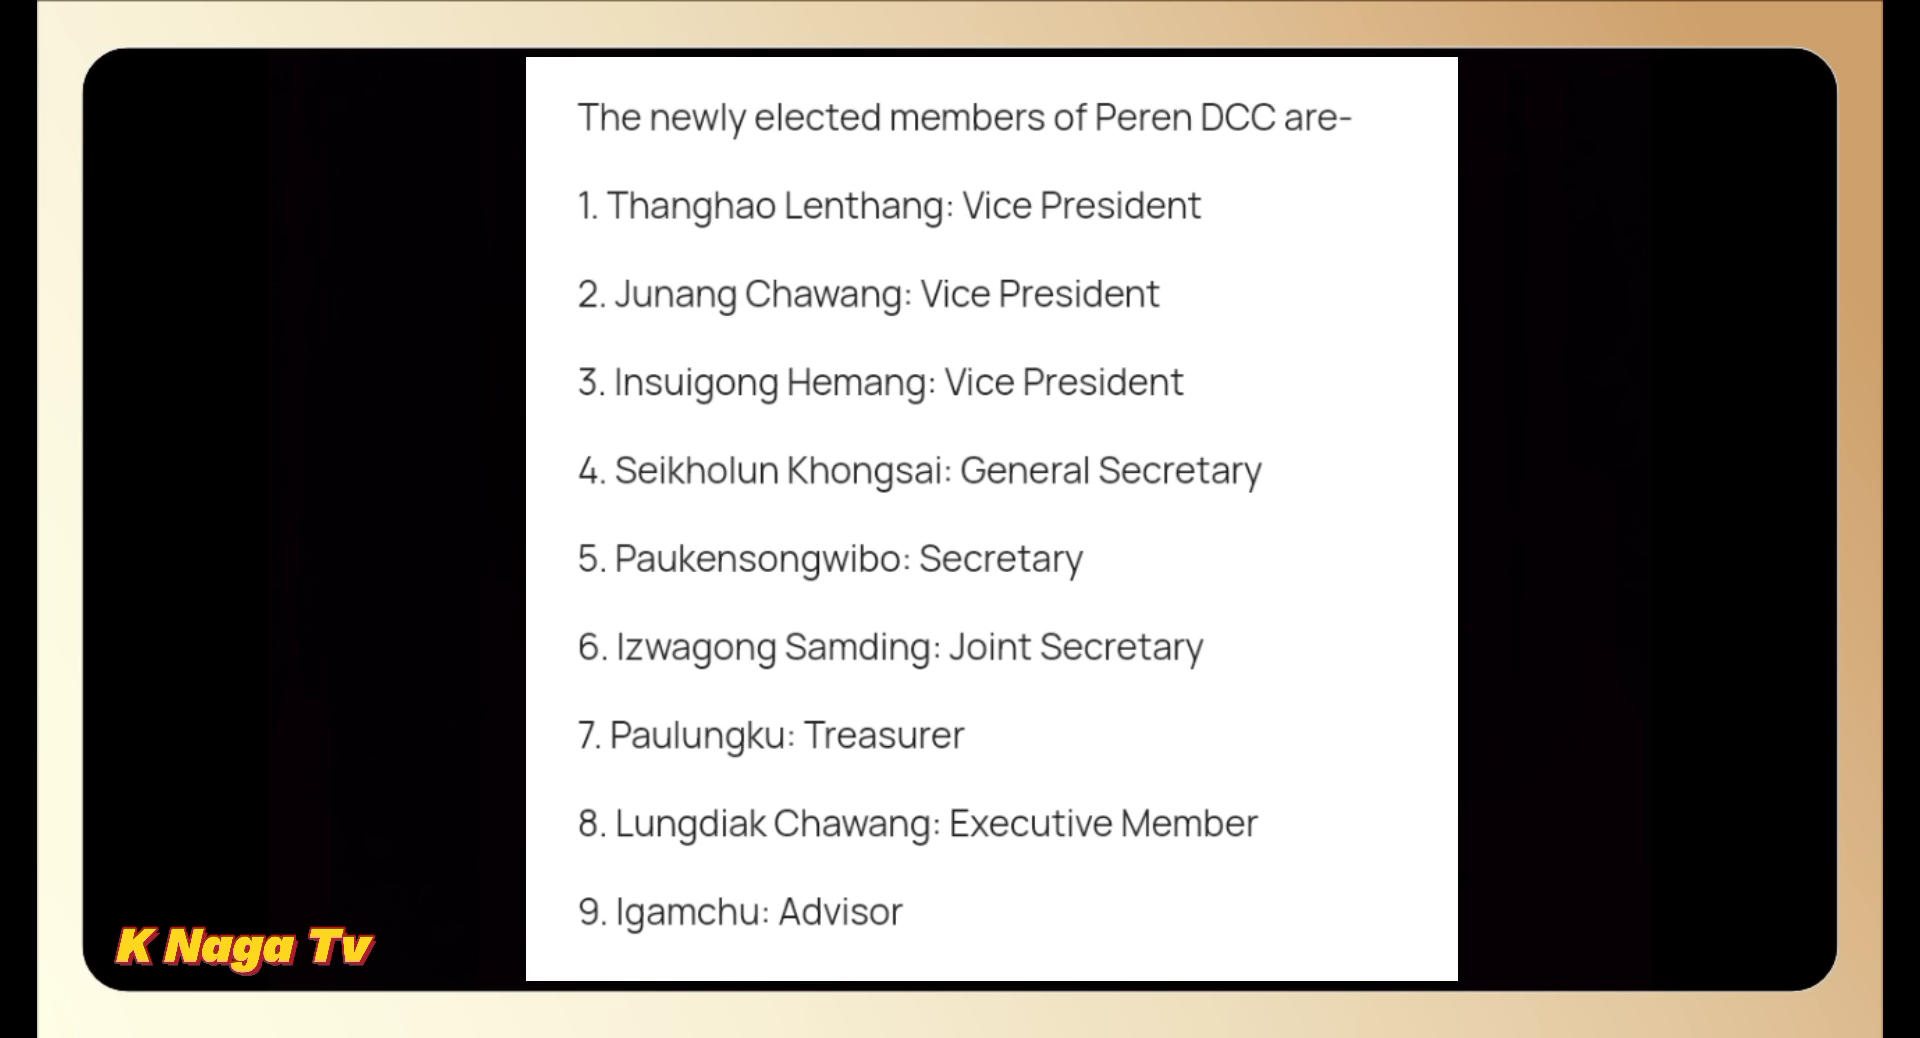 The newly elected members of Peren DCC are-
1. Thanghao Lenthang: Vice President
2. Junang Chawang: Vice President
3. Insuigong Hemang: Vice President
4. Seikholun Khongsai: General Secretary
5. Paukensongwibo: Secretary
6. Izwagong Samding: Joint Secretary
7. Paulungku: Treasurer
8. Lungdiak Chawang: Executive Member
9. Igamchu: Advisor
K Naga Tv